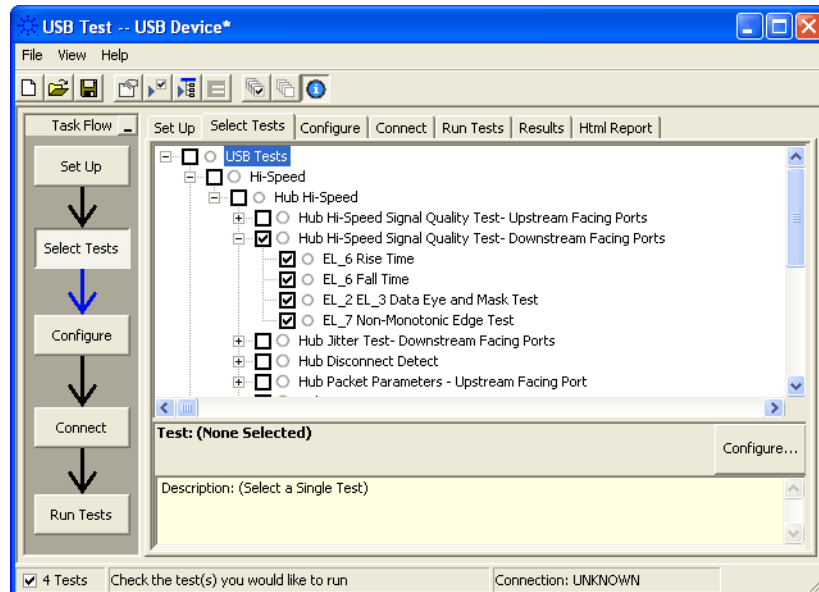 USB Test -- USB Device*
File View Help
Task Flow
Set Up Select Tests Configure Connect Run Tests Results Html Report
Set Up
Select Tests
Configure
Connect
Run Tests
USB Tests
Hi-Speed
Hub Hi-Speed
Hub Hi-Speed Signal Quality Test- Upstream Facing Ports
Hub Hi-Speed Signal Quality Test- Downstream Facing Ports
EL_6 Rise Time
EL_6 Fall Time
EL_2 EL_3 Data Eye and Mask Test
EL_7 Non-Monotonic Edge Test
Hub Jitter Test- Downstream Facing Ports
Hub Disconnect Detect
Hub Packet Parameters - Upstream Facing Port
Test: (None Selected)
Configure...
Description: (Select a Single Test)
4 Tests Check the test(s) you would like to run Connection: UNKNOWN